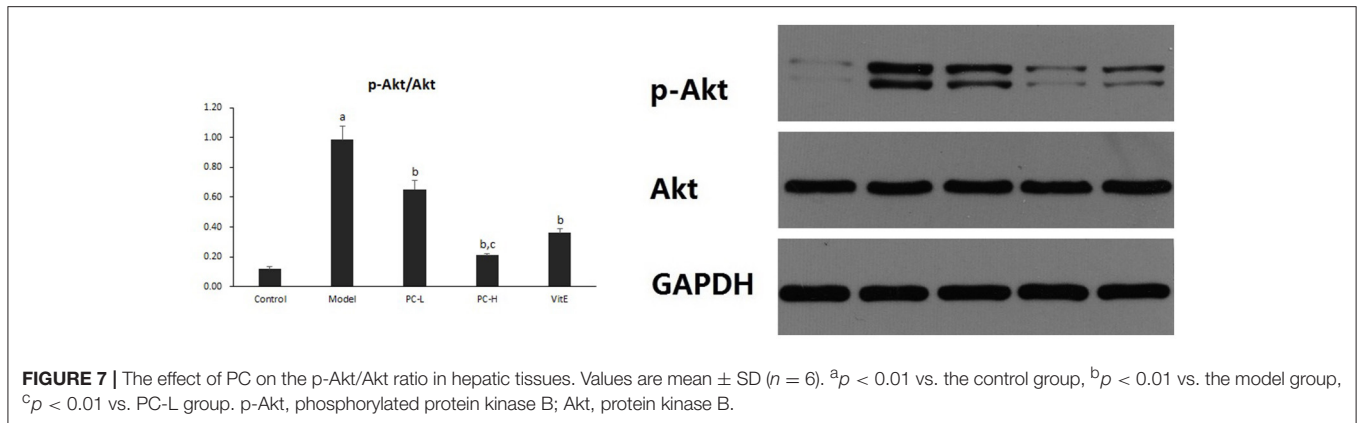 p-Akt/Akt
1.20
1.00
0.80
0.60
0.40
0.20
0.00
a
b
b,c
b
Control Model PC-L PC-H VitE
p-Akt
Akt
GAPDH
FIGURE 7 | The effect of PC on the p-Akt/Akt ratio in hepatic tissues. Values are mean ± SD (n = 6). ᵃp < 0.01 vs. the control group, ᵇp < 0.01 vs. the model group,
ᶜp < 0.01 vs. PC-L group. p-Akt, phosphorylated protein kinase B; Akt, protein kinase B.